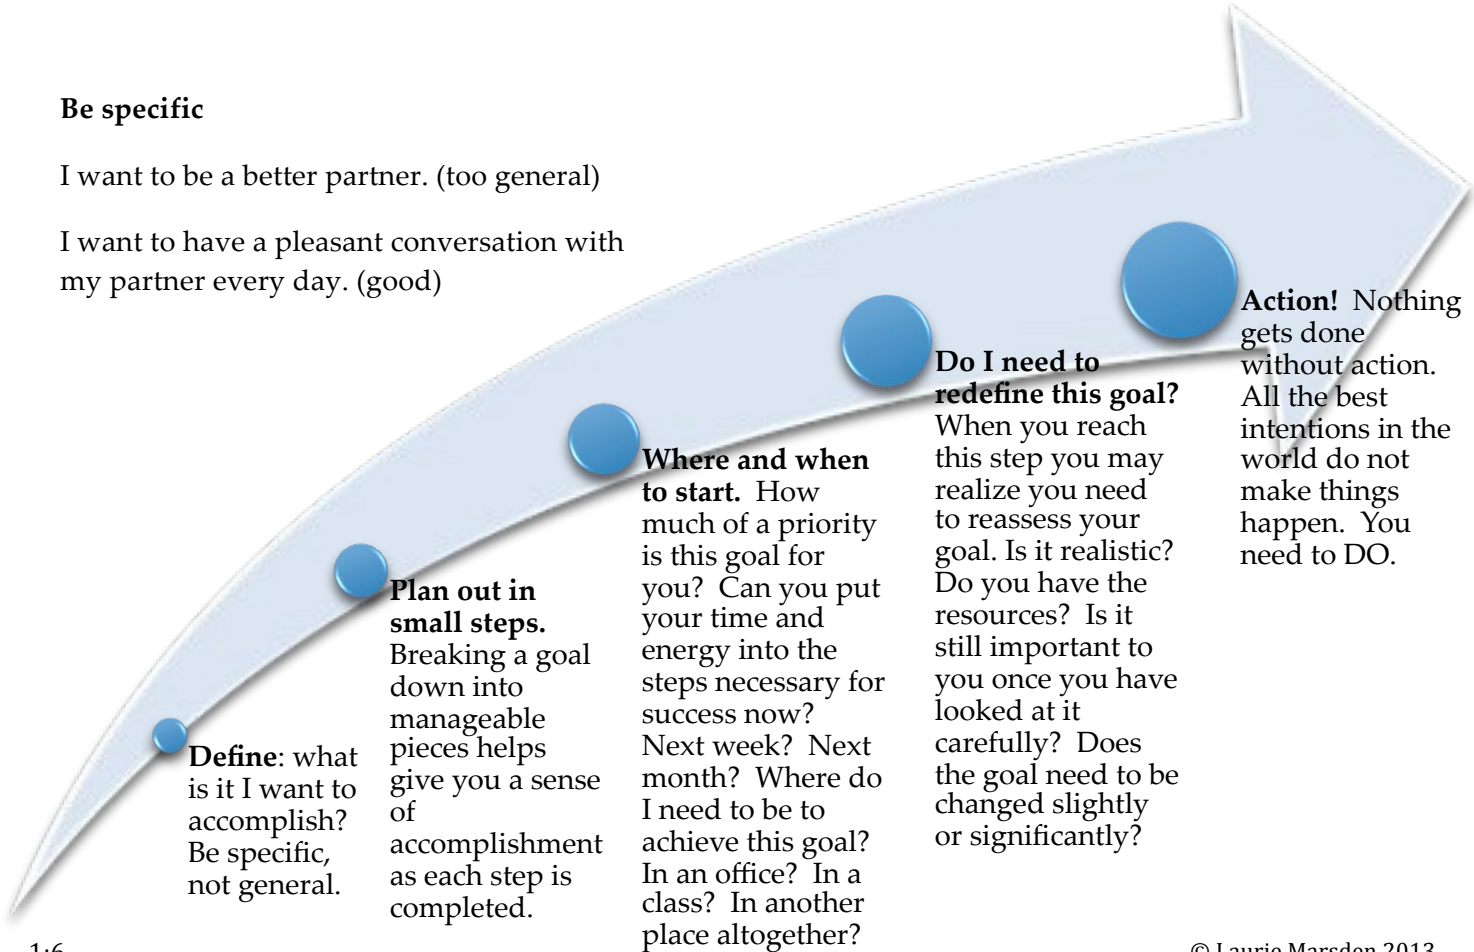 Be specific
I want to be a better partner. (too general)
I want to have a pleasant conversation with
my partner every day. (good)
Define: what
is it I want to
accomplish?
Be specific,
not general.
Plan out in
small steps.
Breaking a goal
down into
manageable
pieces helps
give you a sense
of
accomplishment
as each step is
completed.
Where and when
to start.  How
much of a priority
is this goal for
you?  Can you put
your time and
energy into the
steps necessary for
success now?
Next week?  Next
month?  Where do
I need to be to
achieve this goal?
In an office?  In a
class?  In another
place altogether?
Do I need to
redefine this goal?
When you reach
this step you may
realize you need
to reassess your
goal. Is it realistic?
Do you have the
resources?  Is it
still important to
you once you have
looked at it
carefully?  Does
the goal need to be
changed slightly
or significantly?
Action!  Nothing
gets done
without action.
All the best
intentions in the
world do not
make things
happen.  You
need to DO.
1:6
© Laurie Marsden 2013